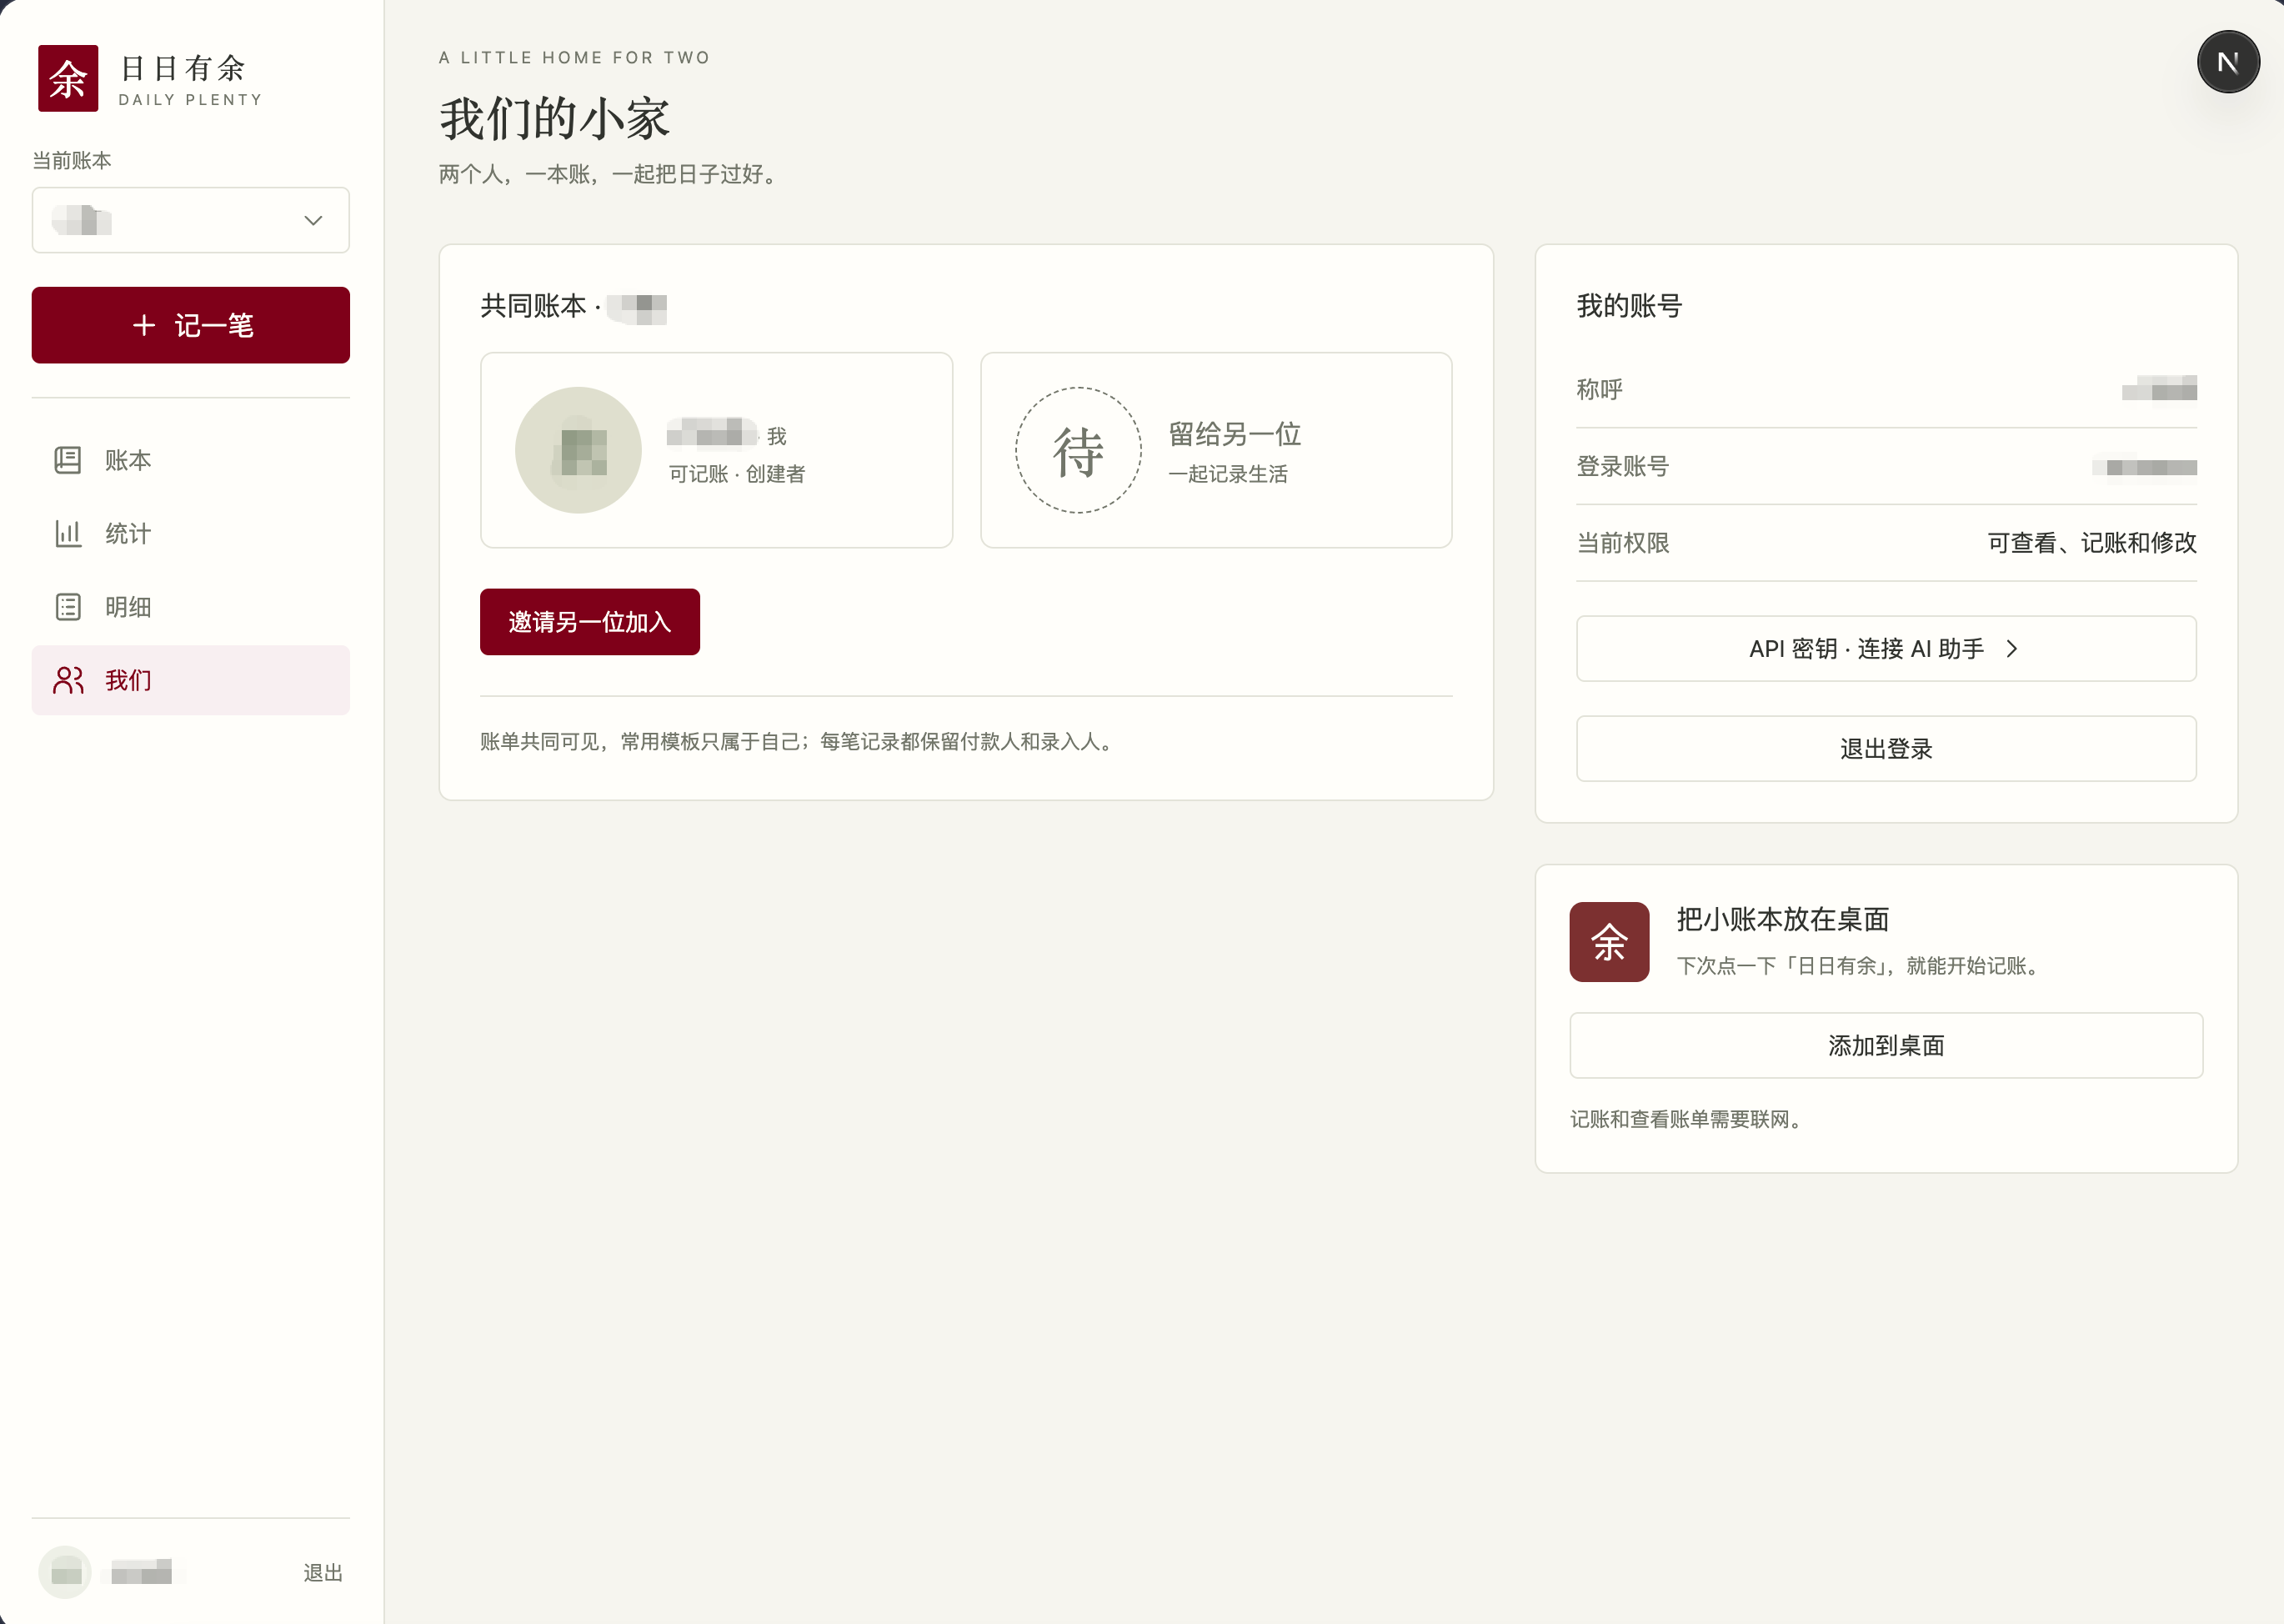 余
日日有余
DAILY PLENTY
当前账本
记一笔
账本
统计
明细
我们
退出
A LITTLE HOME FOR TWO
我们的小家
两个人，一本账，一起把日子过好。
共同账本 ·
· 我
可记账 · 创建者
待
留给另一位
一起记录生活
邀请另一位加入
账单共同可见，常用模板只属于自己；每笔记录都保留付款人和录入人。
N
我的账号
称呼
登录账号
当前权限 可查看、记账和修改
API 密钥 · 连接 AI 助手
退出登录
余
把小账本放在桌面
下次点一下「日日有余」，就能开始记账。
添加到桌面
记账和查看账单需要联网。